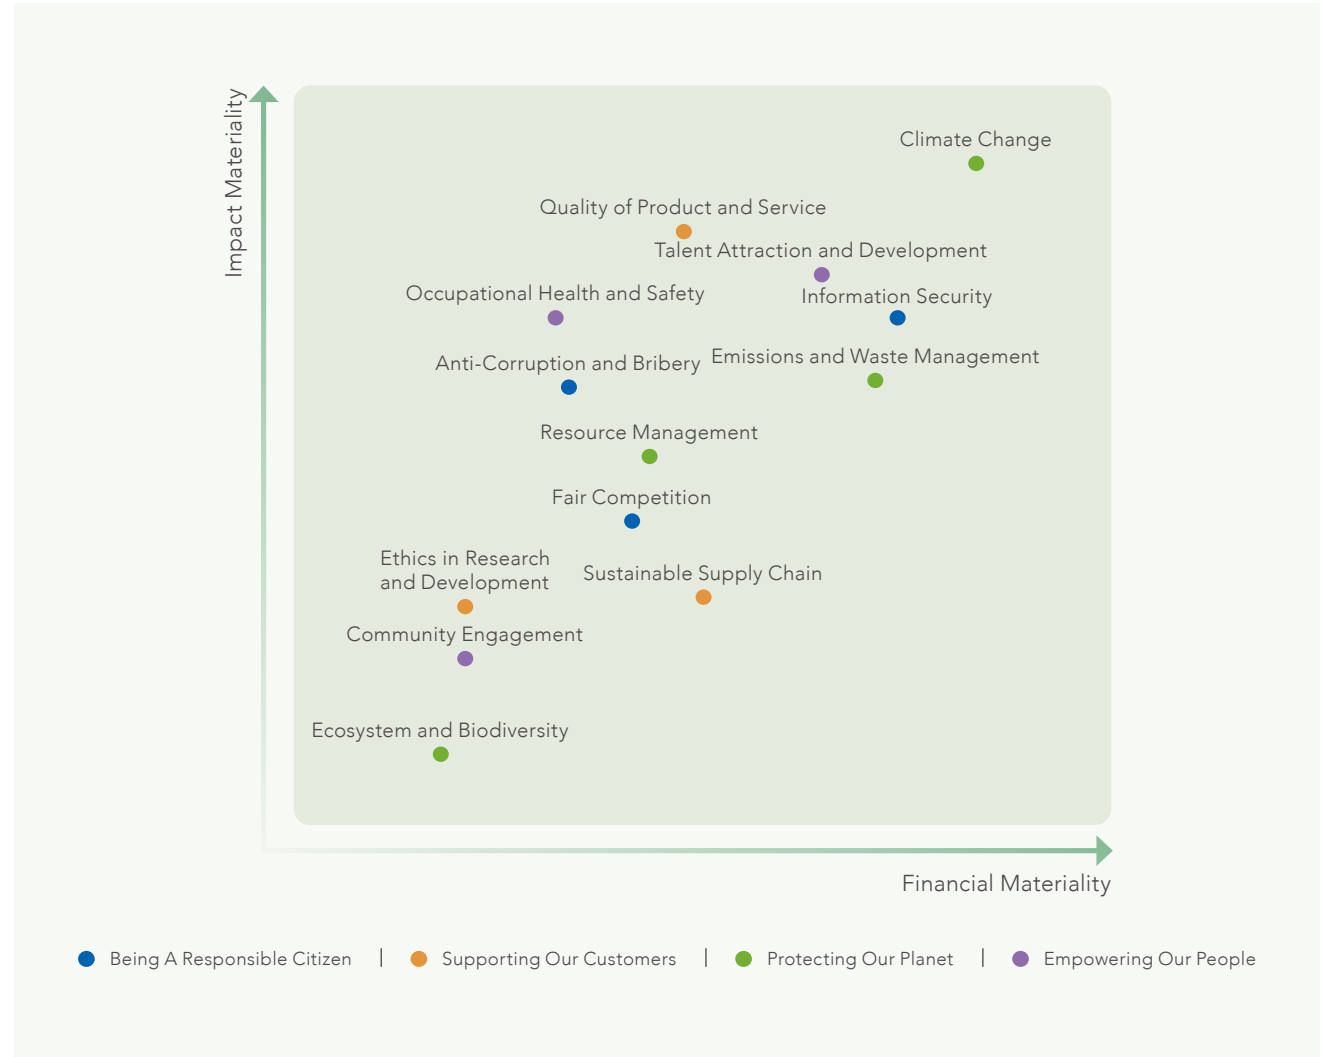 Impact Materiality
Climate Change
Quality of Product and Service
Talent Attraction and Development
Occupational Health and Safety
Information Security
Anti-Corruption and Bribery
Emissions and Waste Management
Resource Management
Fair Competition
Ethics in Research
and Development
Sustainable Supply Chain
Community Engagement
Ecosystem and Biodiversity
Financial Materiality
Being A Responsible Citizen | Supporting Our Customers | Protecting Our Planet | Empowering Our People